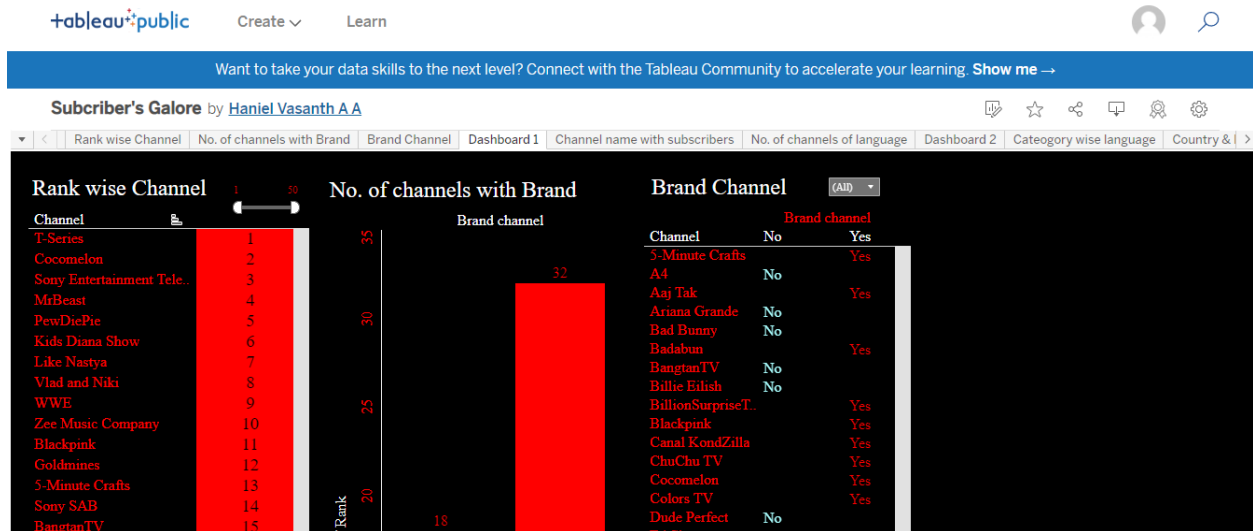 +ableau public
Create
Learn
Want to take your data skills to the next level? Connect with the Tableau Community to accelerate your learning. Show me →
Subcriber's Galore by Haniel Vasanth A A
Rank wise Channel No. of channels with Brand Brand Channel Dashboard 1 Channel name with subscribers No. of channels of language Dashboard 2 Cateogory wise language Country &
Rank wise Channel
1 50
Channel
T-Series 1
Cocomelon 2
Sony Entertainment Tele.. 3
MrBeast 4
PewDiePie 5
Kids Diana Show 6
Like Nastya 7
Vlad and Niki 8
WWE 9
Zee Music Company 10
Blackpink 11
Goldmines 12
5-Minute Crafts 13
Sony SAB 14
BangtanTV 15
No. of channels with Brand
Brand channel
35
32
30
25
20
18
Rank
Brand Channel (All)
Brand channel
Channel No Yes
5-Minute Crafts Yes
A4 No
Aaj Tak Yes
Ariana Grande No
Bad Bunny No
Badabun Yes
BangtanTV No
Billie Eilish No
BillionSurpriseT.. Yes
Blackpink Yes
Canal KondZilla Yes
ChuChu TV Yes
Cocomelon Yes
Colors TV Yes
Dude Perfect No